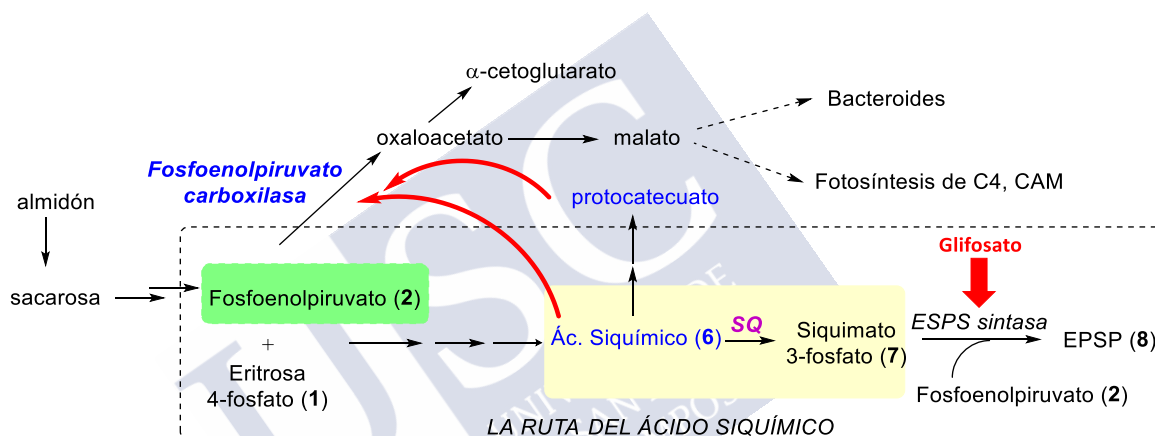 α-cetoglutarato
Bacteroides
oxaloacetato
malato
Fosfoenolpiruvato
carboxilasa
Fotosíntesis de C4, CAM
almidón
protocatecuato
Glifosato
sacarosa
Fosfoenolpiruvato (2)
ESPS sintasa
Ác. Siquímico (6)
SQ
Siquimato
3-fosfato (7)
EPSP (8)
+
Eritrosa
4-fosfato (1)
Fosfoenolpiruvato (2)
LA RUTA DEL ÁCIDO SIQUÍMICO
USC